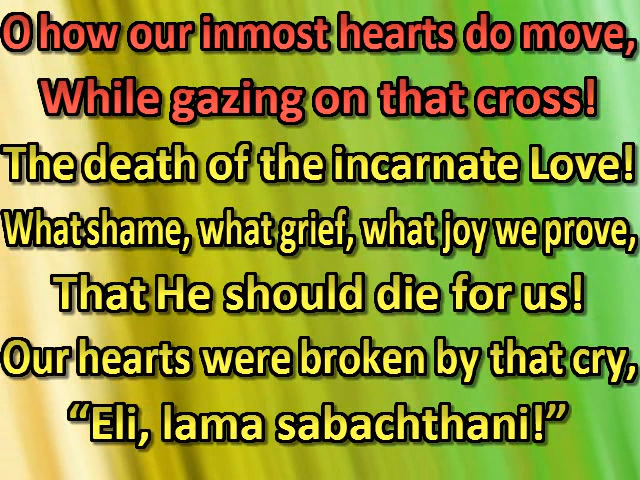 O how our inmost hearts do move,
While gazing on that cross!
The death of the incarnate Love!
What shame, what grief, what joy we prove,
That He should die for us!
Our hearts were broken by that cry,
“Eli, lama sabachthani!”